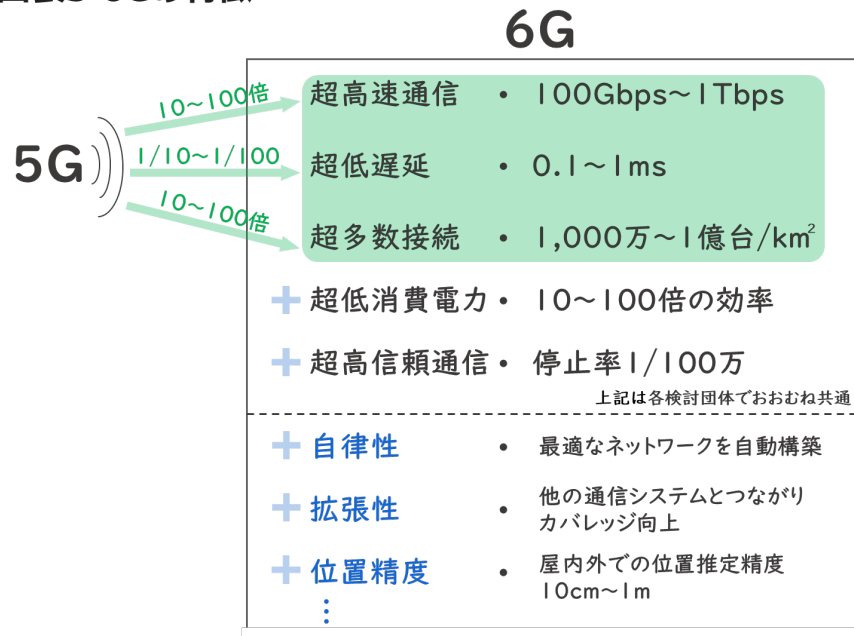 6G
5G
10～100倍
超高速通信 ・ 100Gbps～1Tbps
1/10～1/100
超低遅延 ・ 0.1～1ms
10～100倍
超多数接続 ・ 1,000万～1億台/km²
＋ 超低消費電力 ・ 10～100倍の効率
＋ 超高信頼通信 ・ 停止率1/100万
上記は各検討団体でおおむね共通
＋ 自律性 ・ 最適なネットワークを自動構築
＋ 拡張性 ・ 他の通信システムとつながり
カバレッジ向上
＋ 位置精度 ・ 屋内外での位置推定精度
10cm～1m
⋮